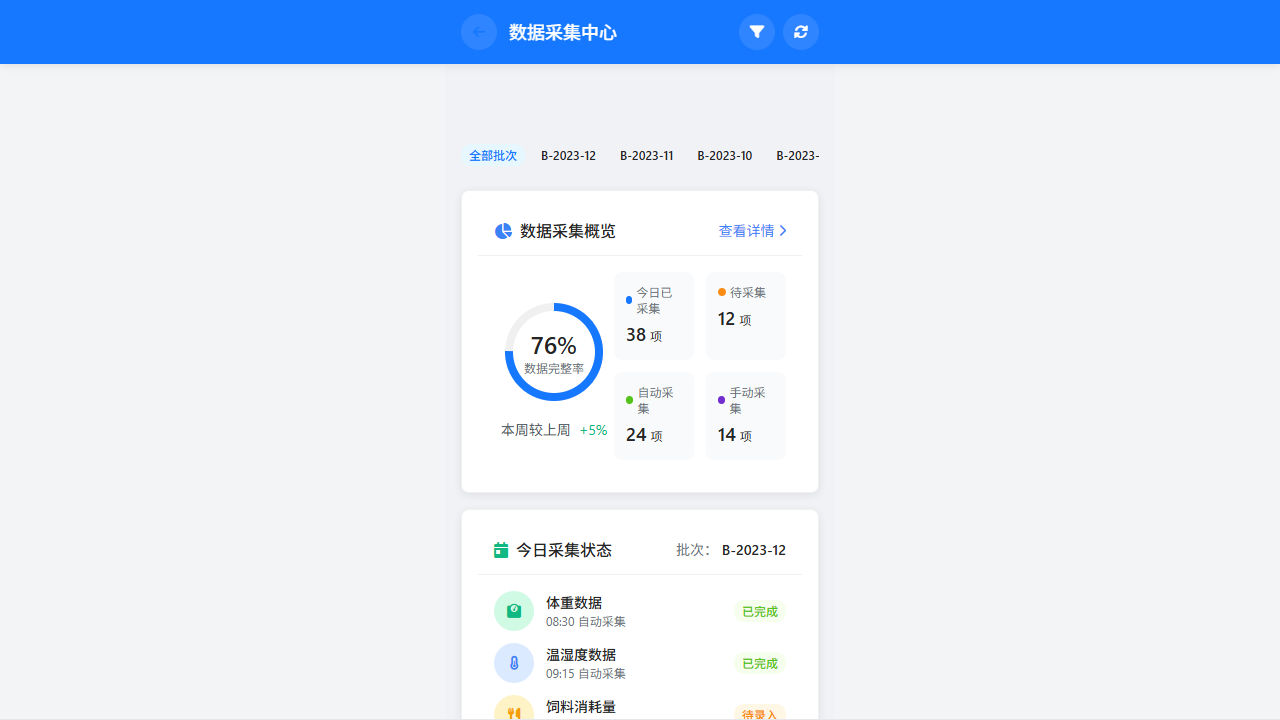 数据采集中心
全部批次 B-2023-12 B-2023-11 B-2023-10 B-2023-
数据采集概览 查看详情
76%
数据完整率
本周较上周 +5%
今日已
采集
38 项
待采集
12 项
自动采
集
24 项
手动采
集
14 项
今日采集状态 批次： B-2023-12
体重数据
08:30 自动采集
已完成
温湿度数据
09:15 自动采集
已完成
饲料消耗量
待录入